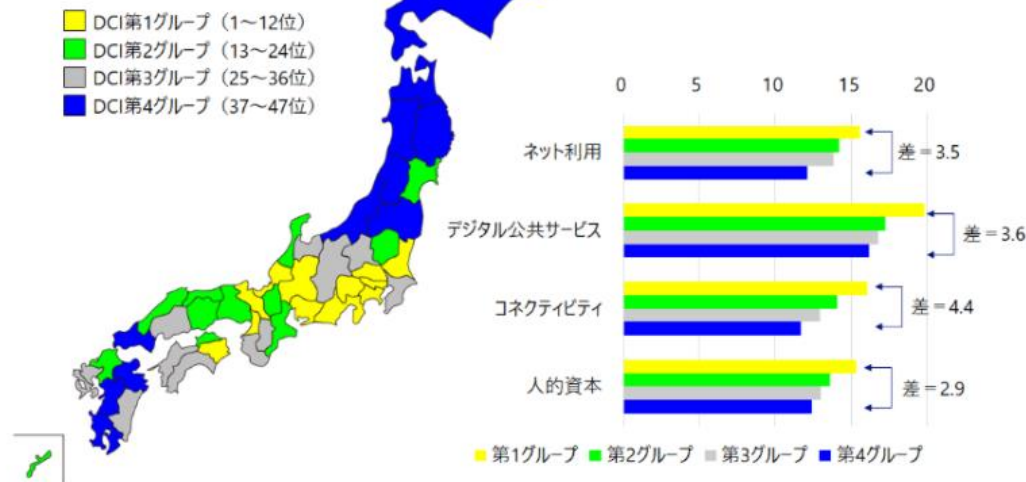 DCI第1グループ（1～12位）
DCI第2グループ（13～24位）
DCI第3グループ（25～36位）
DCI第4グループ（37～47位）
0 5 10 15 20
ネット利用
差＝3.5
デジタル公共サービス
差＝3.6
コネクティビティ
差＝4.4
人的資本
差＝2.9
第1グループ 第2グループ 第3グループ 第4グループ